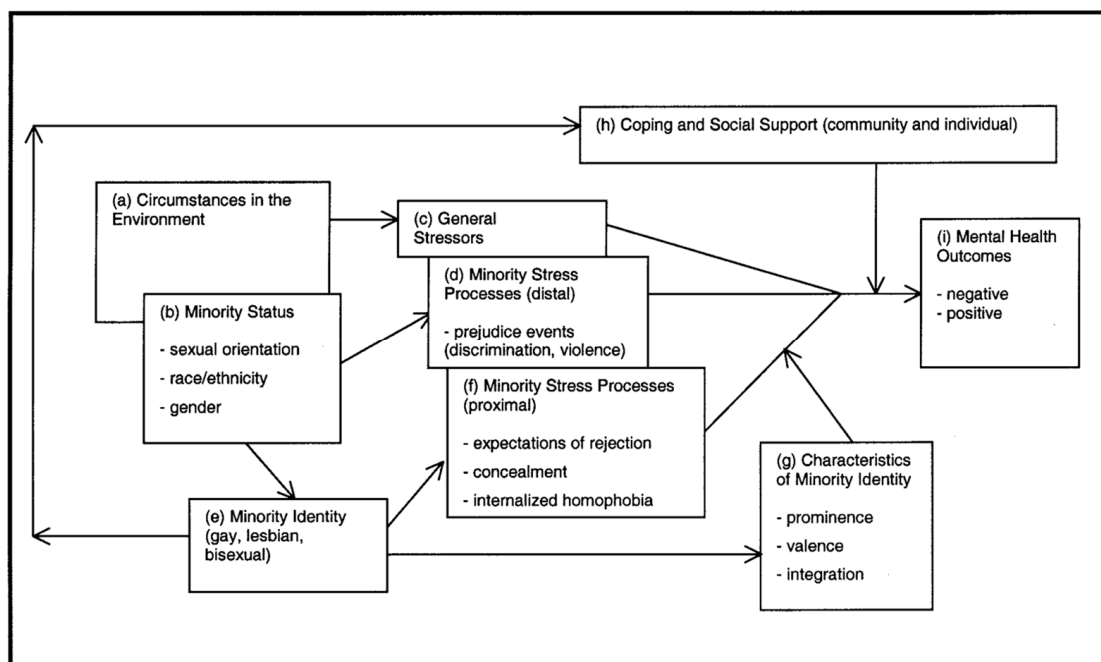 (h) Coping and Social Support (community and individual)
(a) Circumstances in the
Environment
(c) General
Stressors
(i) Mental Health
Outcomes
- negative
- positive
(d) Minority Stress
Processes (distal)
- prejudice events
(discrimination, violence)
(b) Minority Status
- sexual orientation
- race/ethnicity
- gender
(f) Minority Stress Processes
(proximal)
- expectations of rejection
- concealment
- internalized homophobia
(g) Characteristics
of Minority Identity
- prominence
- valence
- integration
(e) Minority Identity
(gay, lesbian,
bisexual)